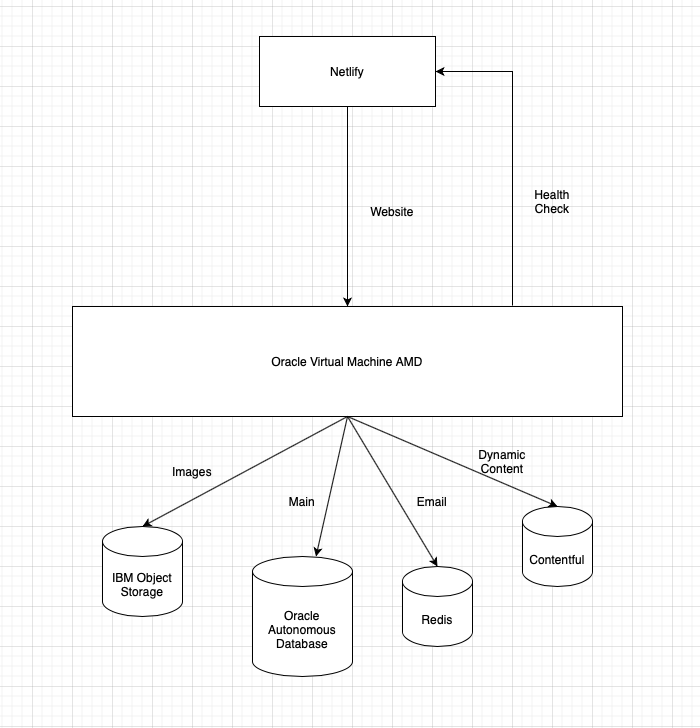 Netlify
Health
Check
Website
Oracle Virtual Machine AMD
Dynamic
Content
Images
Main
Email
Contentful
IBM Object
Storage
Oracle
Autonomous
Database
Redis